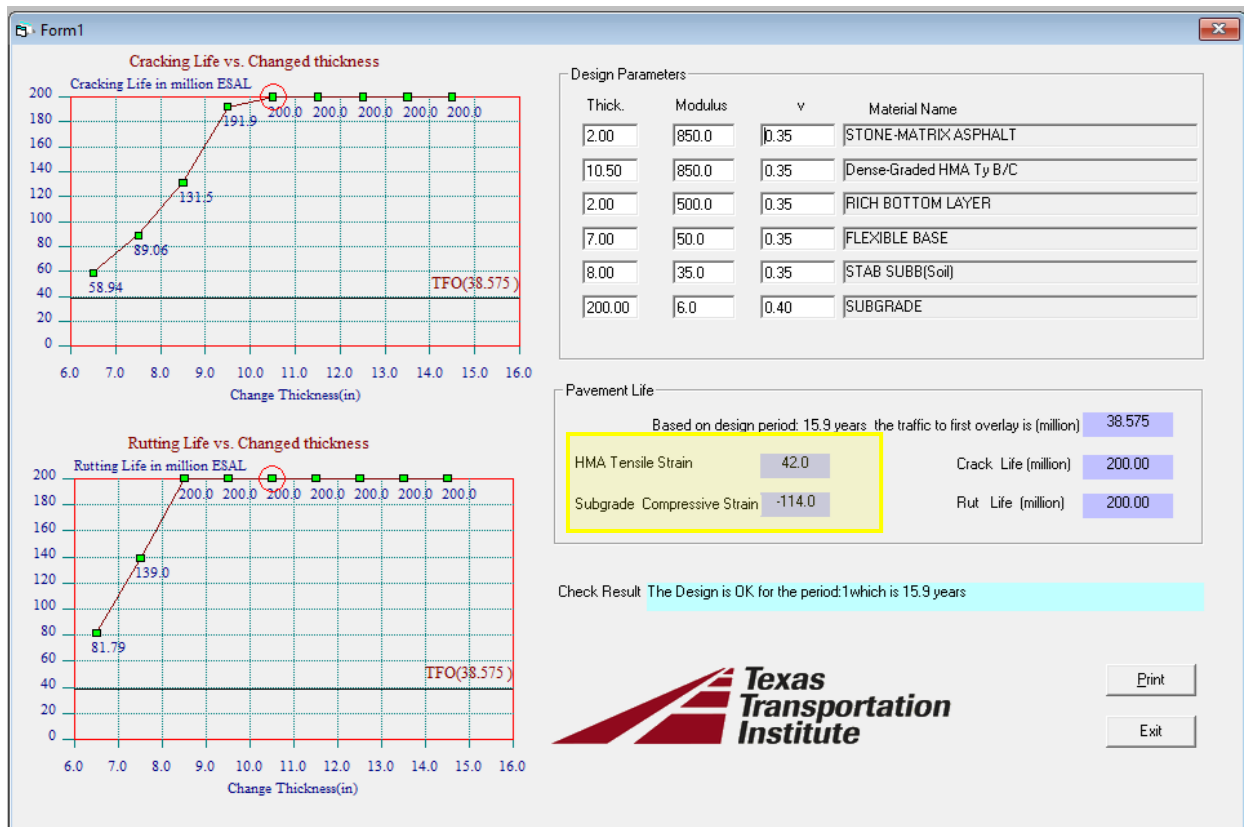 Form1
Cracking Life vs. Changed thickness
Cracking Life in million ESAL
200
180
160
140
120
100
80
60
40
20
0
58.94
89.06
131.5
191.9
200.0 200.0 200.0 200.0 200.0
TFO(38.575 )
6.0 7.0 8.0 9.0 10.0 11.0 12.0 13.0 14.0 15.0 16.0
Change Thickness(in)
Rutting Life vs. Changed thickness
Rutting Life in million ESAL
200
180
160
140
120
100
80
60
40
20
0
81.79
139.0
200.0 200.0 200.0 200.0 200.0 200.0 200.0
TFO(38.575 )
6.0 7.0 8.0 9.0 10.0 11.0 12.0 13.0 14.0 15.0 16.0
Change Thickness(in)
Design Parameters
Thick. Modulus v Material Name
2.00 850.0 0.35 STONE-MATRIX ASPHALT
10.50 850.0 0.35 Dense-Graded HMA Ty B/C
2.00 500.0 0.35 RICH BOTTOM LAYER
7.00 50.0 0.35 FLEXIBLE BASE
8.00 35.0 0.35 STAB SUBB(Soil)
200.00 6.0 0.40 SUBGRADE
Pavement Life
Based on design period: 15.9 years the traffic to first overlay is (million) 38.575
HMA Tensile Strain 42.0 Crack Life (million) 200.00
Subgrade Compressive Strain -114.0 Rut Life (million) 200.00
Check Result The Design is OK for the period:1which is 15.9 years
Texas
Transportation
Institute
Print
Exit